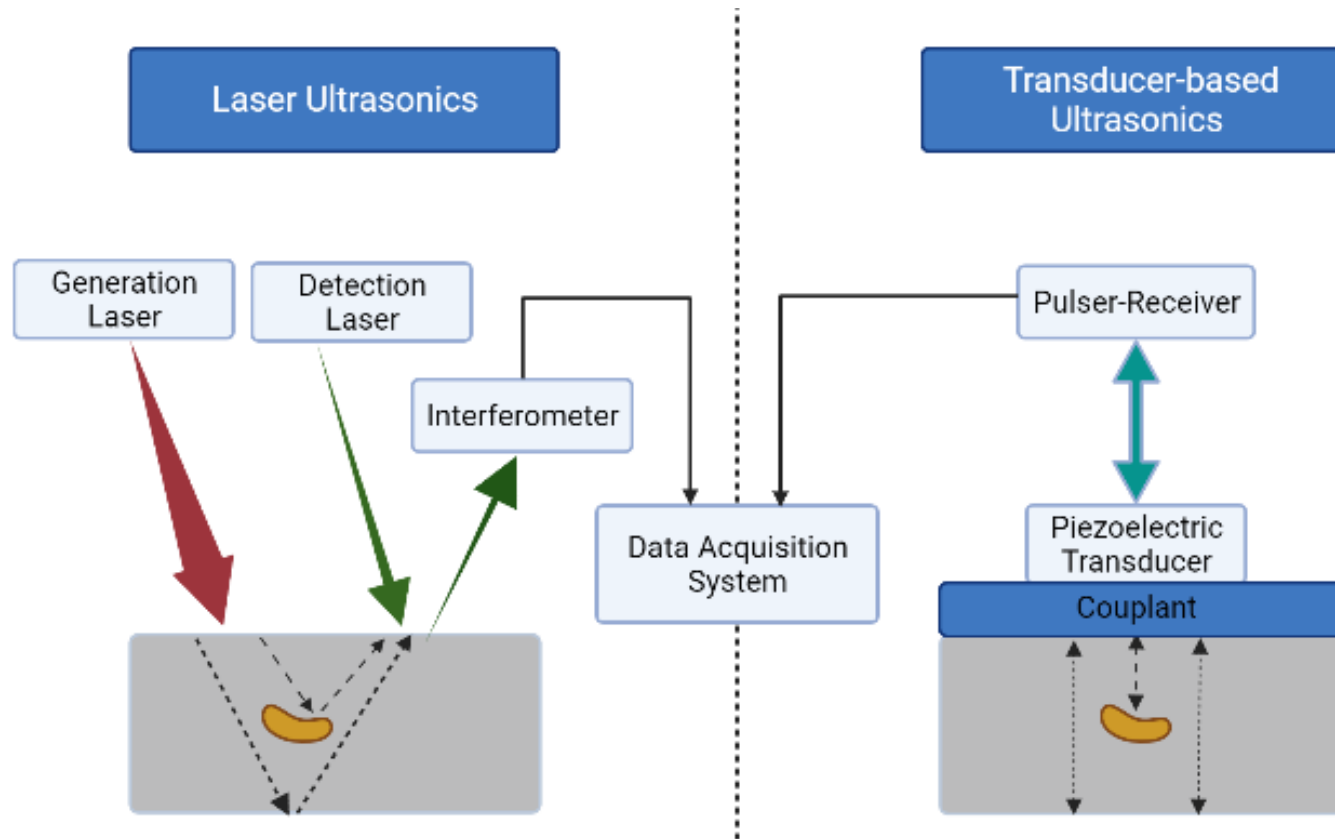 Laser Ultrasonics
Transducer-based
Ultrasonics
Generation
Laser
Detection
Laser
Interferometer
Pulser-Receiver
Data Acquisition
System
Piezoelectric
Transducer
Couplant